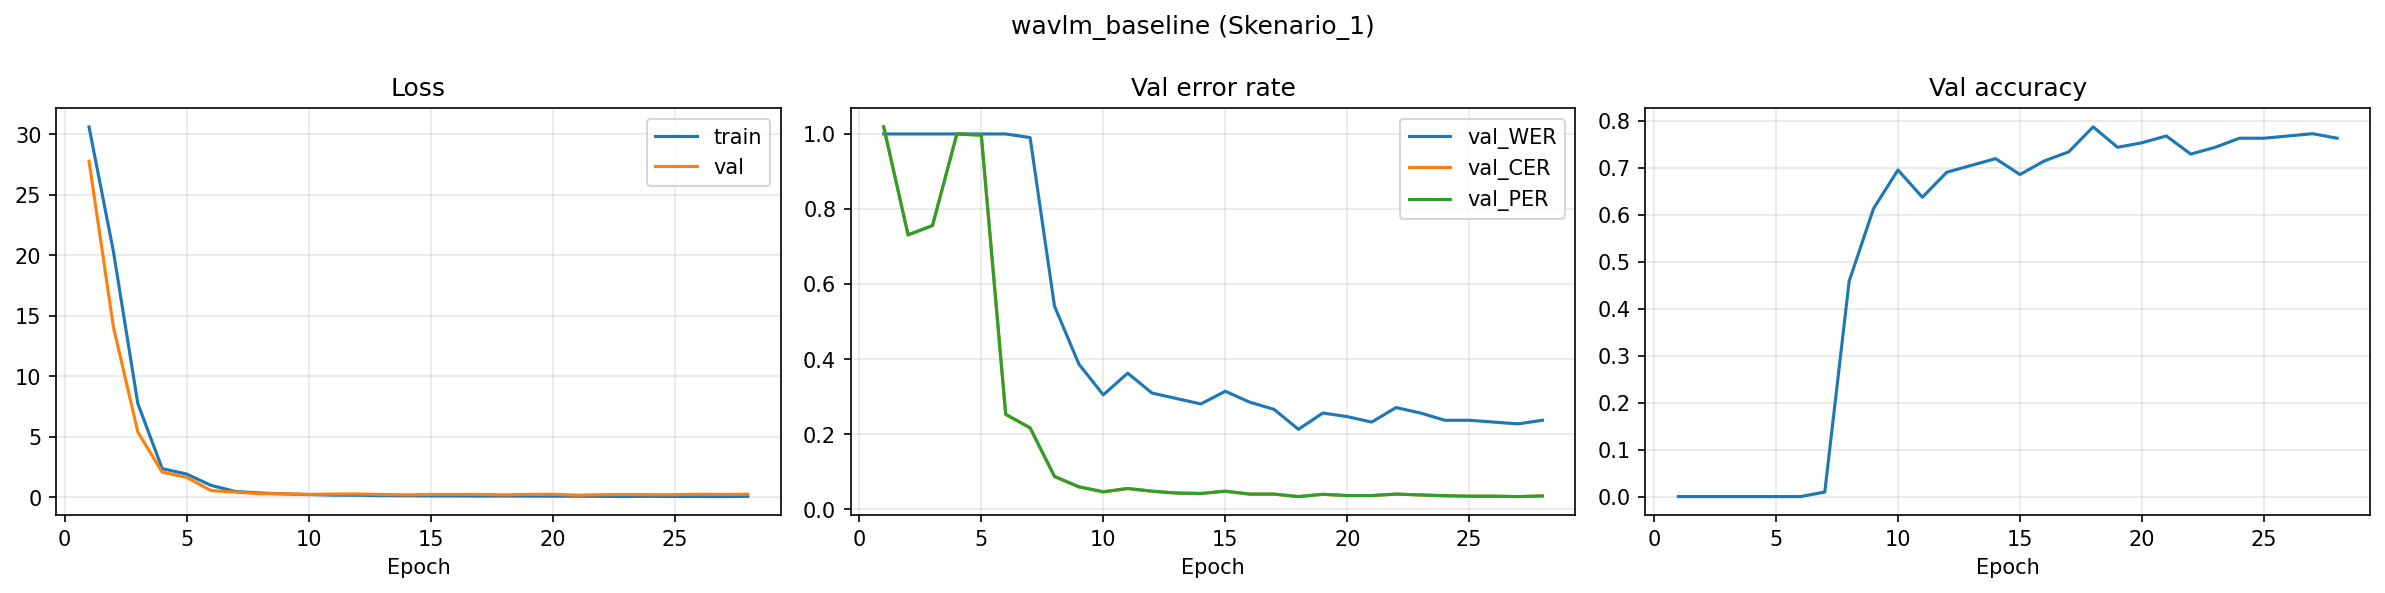 wavlm_baseline (Skenario_1)
Loss
30
25
20
15
10
5
0
train
val
0 5 10 15 20 25
Epoch
Val error rate
1.0
0.8
0.6
0.4
0.2
0.0
val_WER
val_CER
val_PER
0 5 10 15 20 25
Epoch
Val accuracy
0.8
0.7
0.6
0.5
0.4
0.3
0.2
0.1
0.0
0 5 10 15 20 25
Epoch